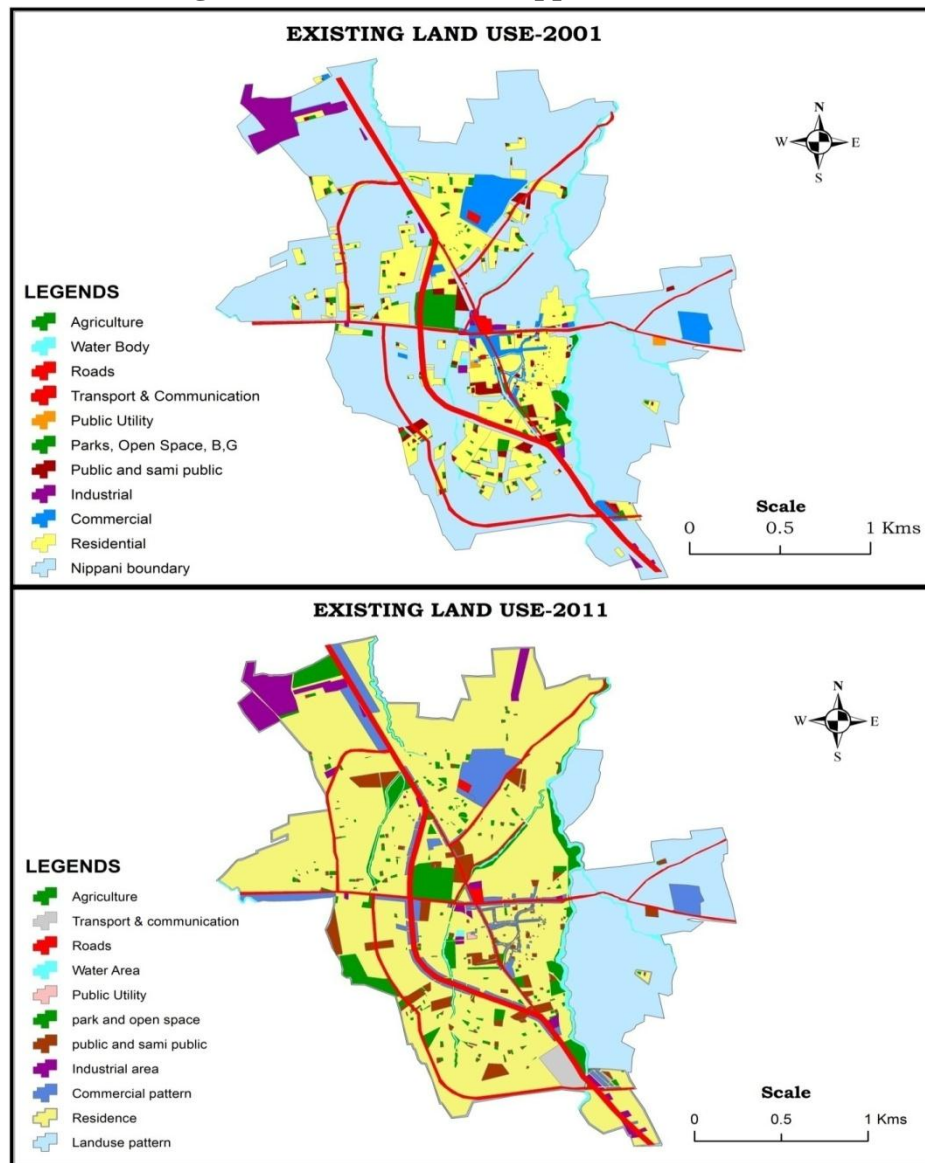 EXISTING LAND USE-2001
N
W E
S
LEGENDS
Agriculture
Water Body
Roads
Transport & Communication
Public Utility
Parks, Open Space, B,G
Public and sami public
Industrial
Commercial
Residential
Nippani boundary
Scale
0 0.5 1 Kms
EXISTING LAND USE-2011
N
W E
S
LEGENDS
Agriculture
Transport & communication
Roads
Water Area
Public Utility
park and open space
public and sami public
Industrial area
Commercial pattern
Residence
Landuse pattern
Scale
0 0.5 1 Kms